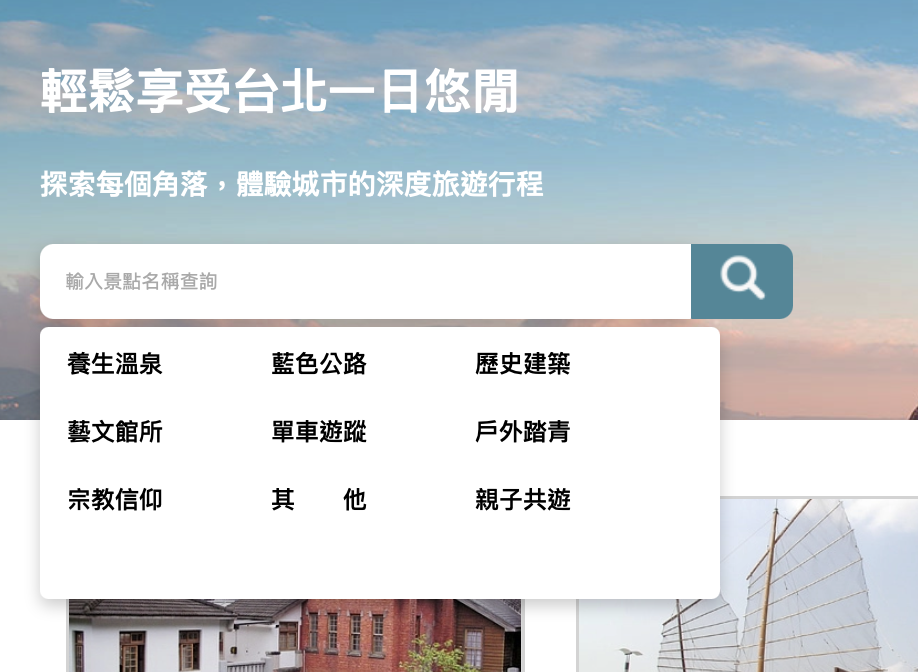 輕鬆享受台北一日悠閒
探索每個角落，體驗城市的深度旅遊行程
輸入景點名稱查詢
養生溫泉 藍色公路 歷史建築
藝文館所 單車遊蹤 戶外踏青
宗教信仰 其　　他 親子共遊